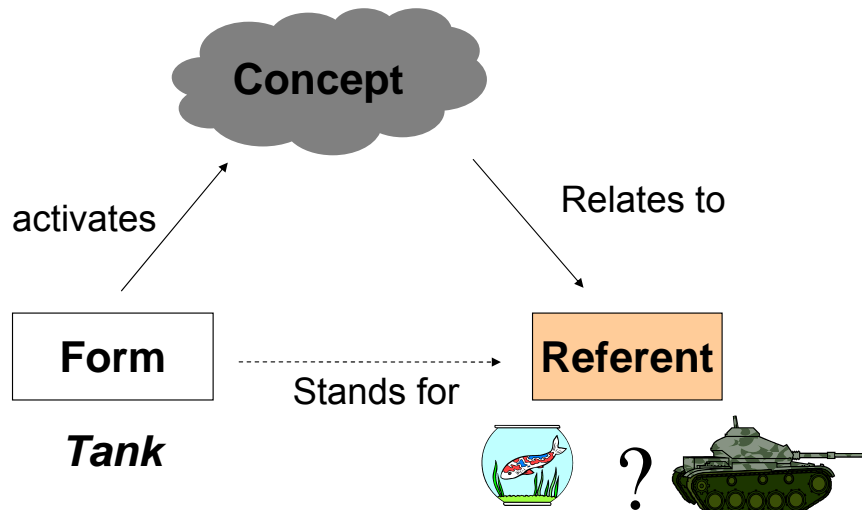 Concept
activates
Relates to
Form
Referent
Stands for
Tank
?